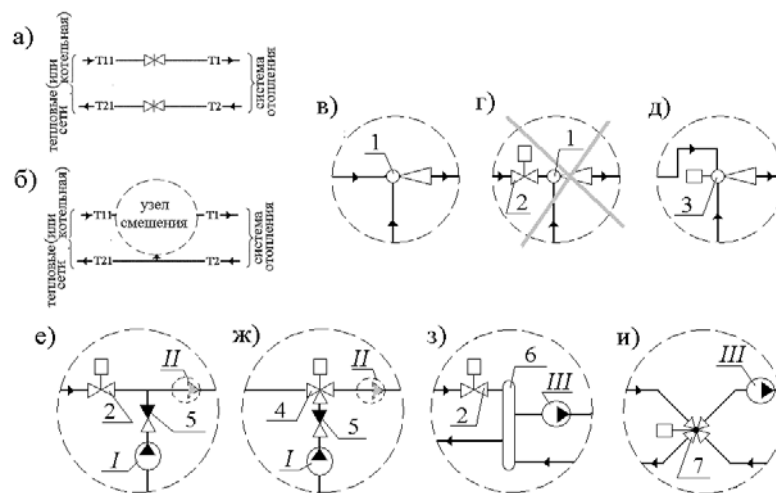 а)
тепловые (или
сети котельная)
Т11
Т1
Т21
Т2
система
отопления
б)
тепловые (или
сети котельная)
узел
смешения
Т11
Т1
Т21
Т2
система
отопления
в)
1
г)
1
2
д)
3
е)
II
2
5
I
ж)
II
4
5
I
з)
6
III
2
и)
III
7